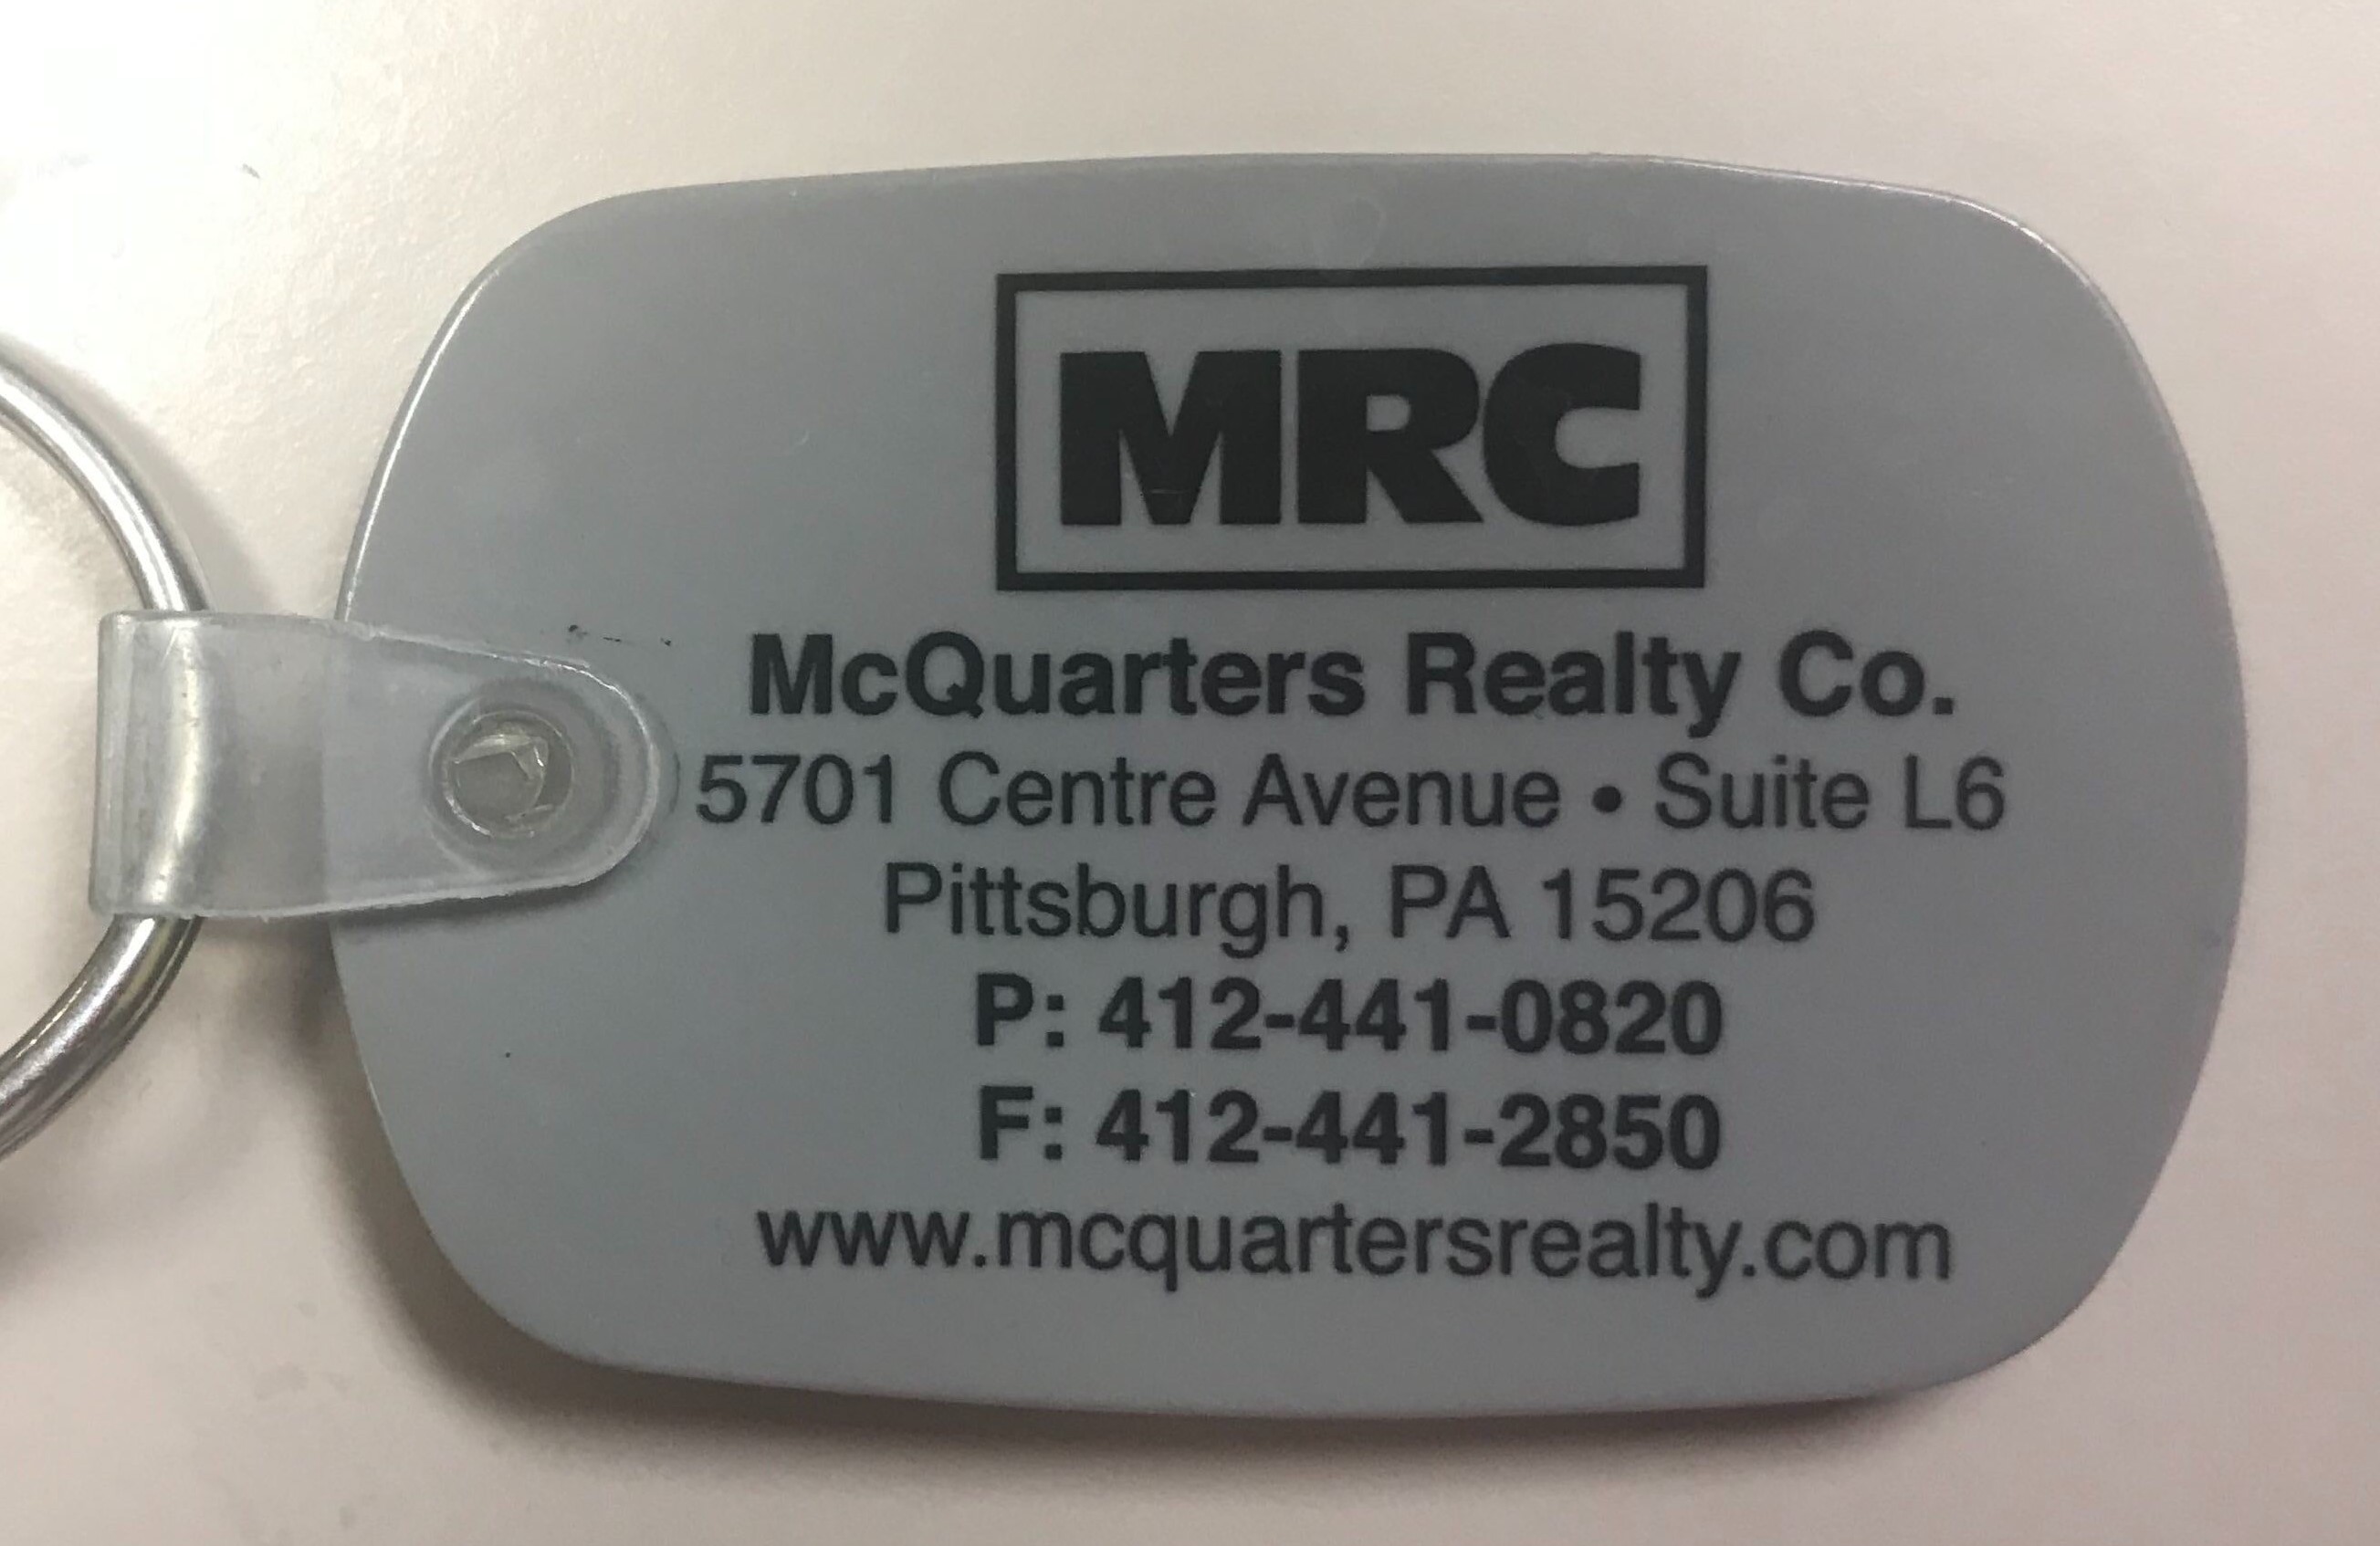 MRC
McQuarters Realty Co.
5701 Centre Avenue • Suite L6
Pittsburgh, PA 15206
P: 412-441-0820
F: 412-441-2850
www.mcquartersrealty.com